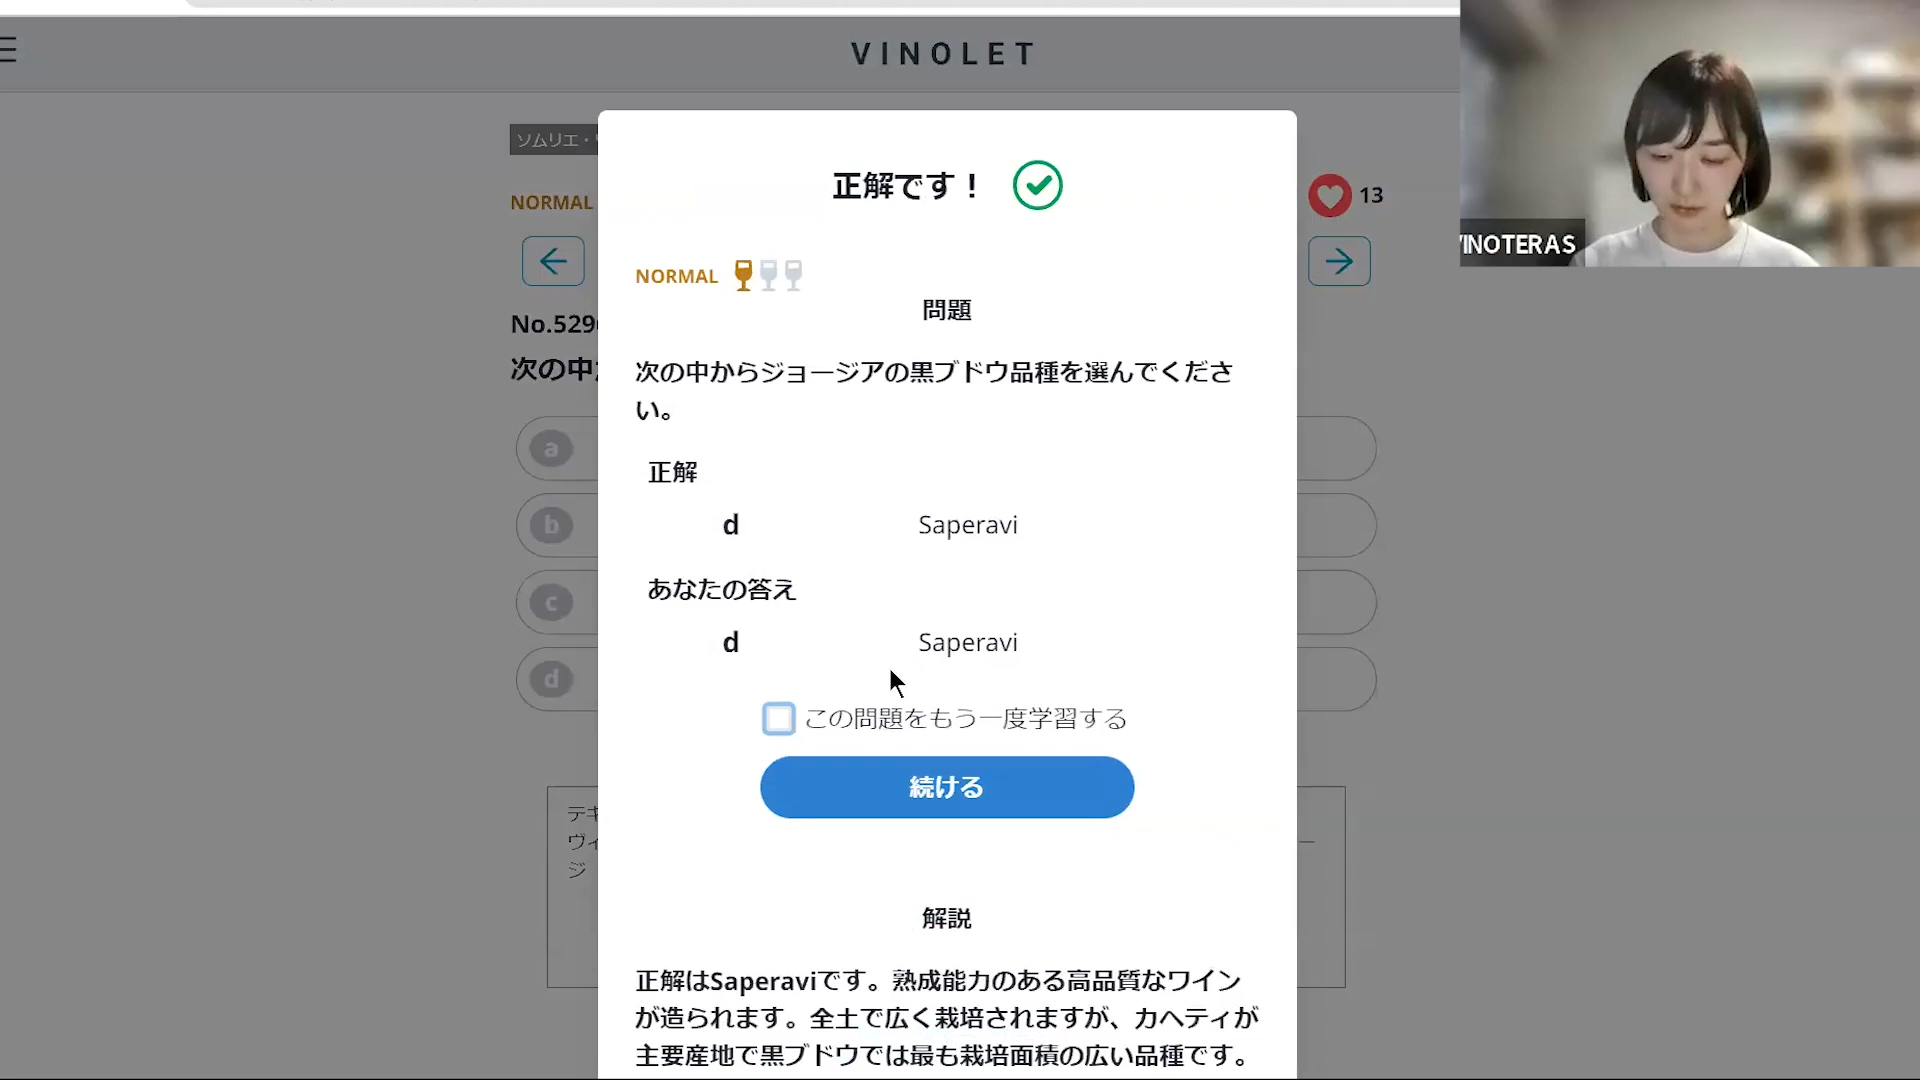 VINOLET
ソムリエ・
NORMAL
13
No.529
次の中
a
b
c
d
テキ
ヴィ
ー
ジ
正解です！
NORMAL
問題
次の中からジョージアの黒ブドウ品種を選んでくださ
い。
正解
d Saperavi
あなたの答え
d Saperavi
この問題をもう一度学習する
続ける
解説
正解はSaperaviです。熟成能力のある高品質なワイン
が造られます。全土で広く栽培されますが、カヘティが
主要産地で黒ブドウでは最も栽培面積の広い品種です。
VINOTERAS